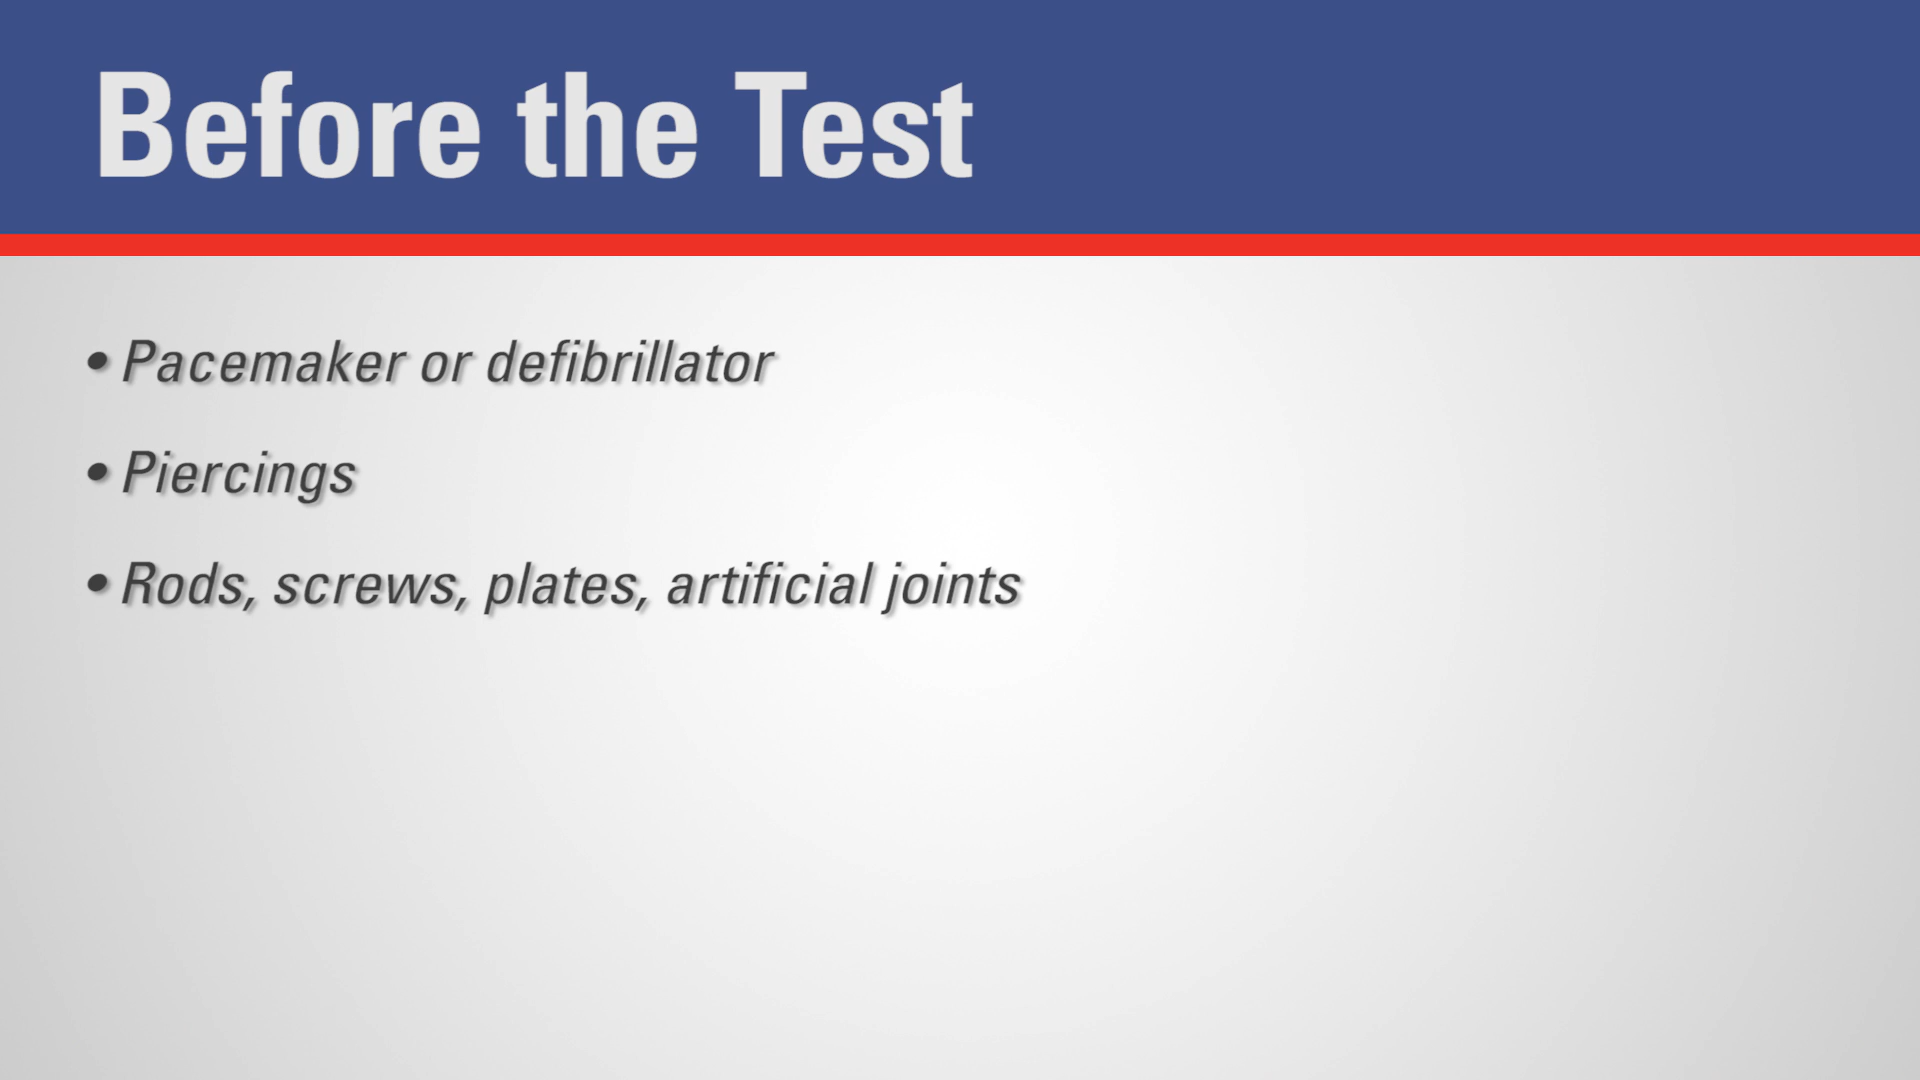 Before the Test
• Pacemaker or defibrillator
• Piercings
• Rods, screws, plates, artificial joints